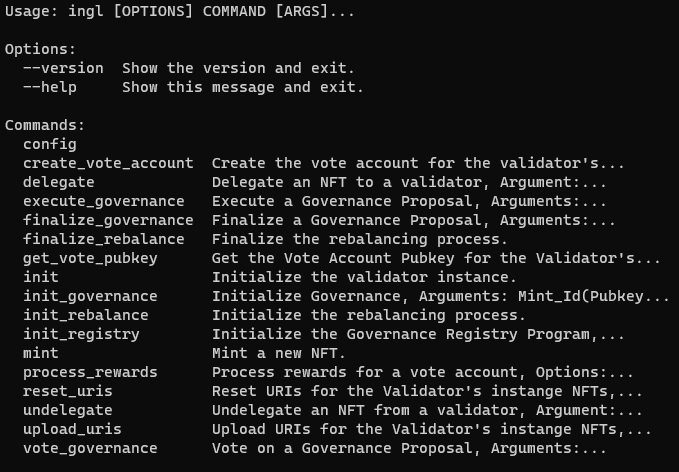 Usage: ingl [OPTIONS] COMMAND [ARGS]...
Options:
--version  Show the version and exit.
--help     Show this message and exit.
Commands:
config
create_vote_account  Create the vote account for the validator's...
delegate             Delegate an NFT to a validator, Argument:...
execute_governance   Execute a Governance Proposal, Arguments:...
finalize_governance  Finalize a Governance Proposal, Arguments:...
finalize_rebalance   Finalize the rebalancing process.
get_vote_pubkey      Get the Vote Account Pubkey for the Validator's...
init                 Initialize the validator instance.
init_governance      Initialize Governance, Arguments: Mint_Id(Pubkey...
init_rebalance       Initialize the rebalancing process.
init_registry        Initialize the Governance Registry Program,...
mint                 Mint a new NFT.
process_rewards      Process rewards for a vote account, Options:...
reset_uris           Reset URIs for the Validator's instange NFTs,...
undelegate           Undelegate an NFT from a validator, Argument:...
upload_uris          Upload URIs for the Validator's instange NFTs,...
vote_governance      Vote on a Governance Proposal, Arguments:...